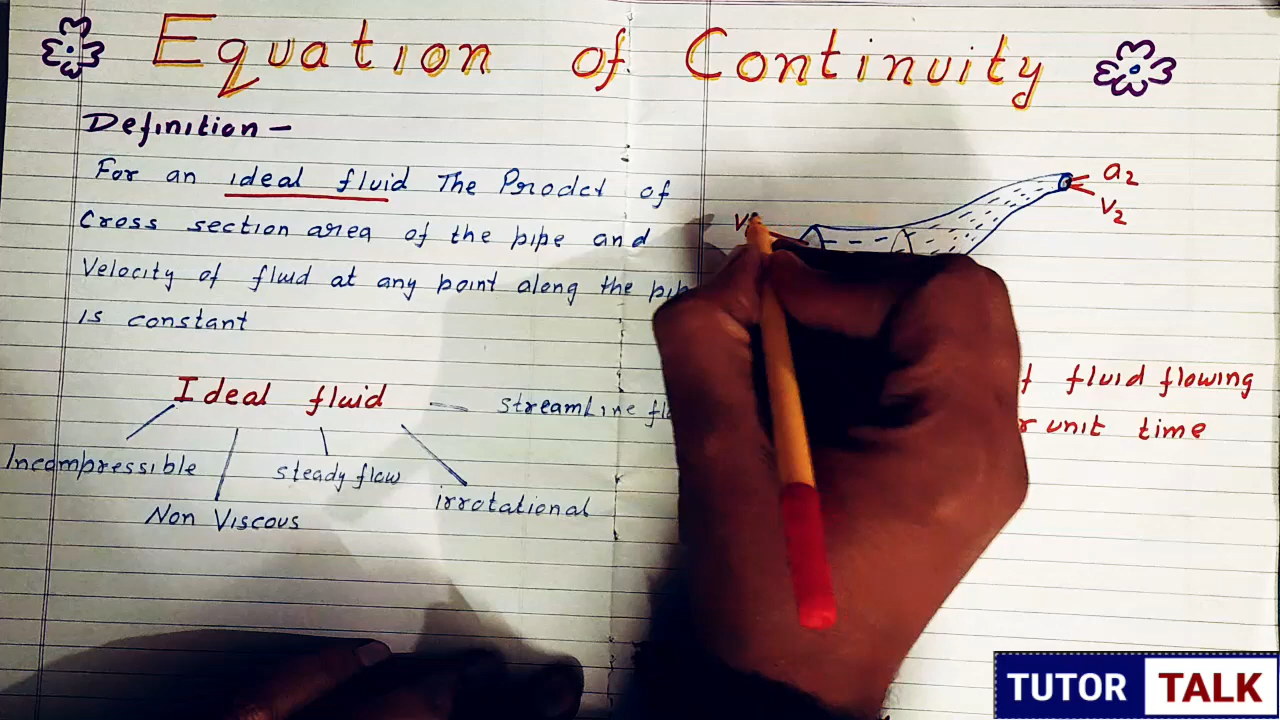 Equation of Continuity
Definition –
For an ideal fluid The Prodct of
Cross section area of the pipe and
Velocity of fluid at any point along the
is constant
a2
V2
V
Ideal fluid
Streamline
Incompressible
Steady flow
irrotational
Non Viscous
fluid flowing
unit time
TUTOR TALK